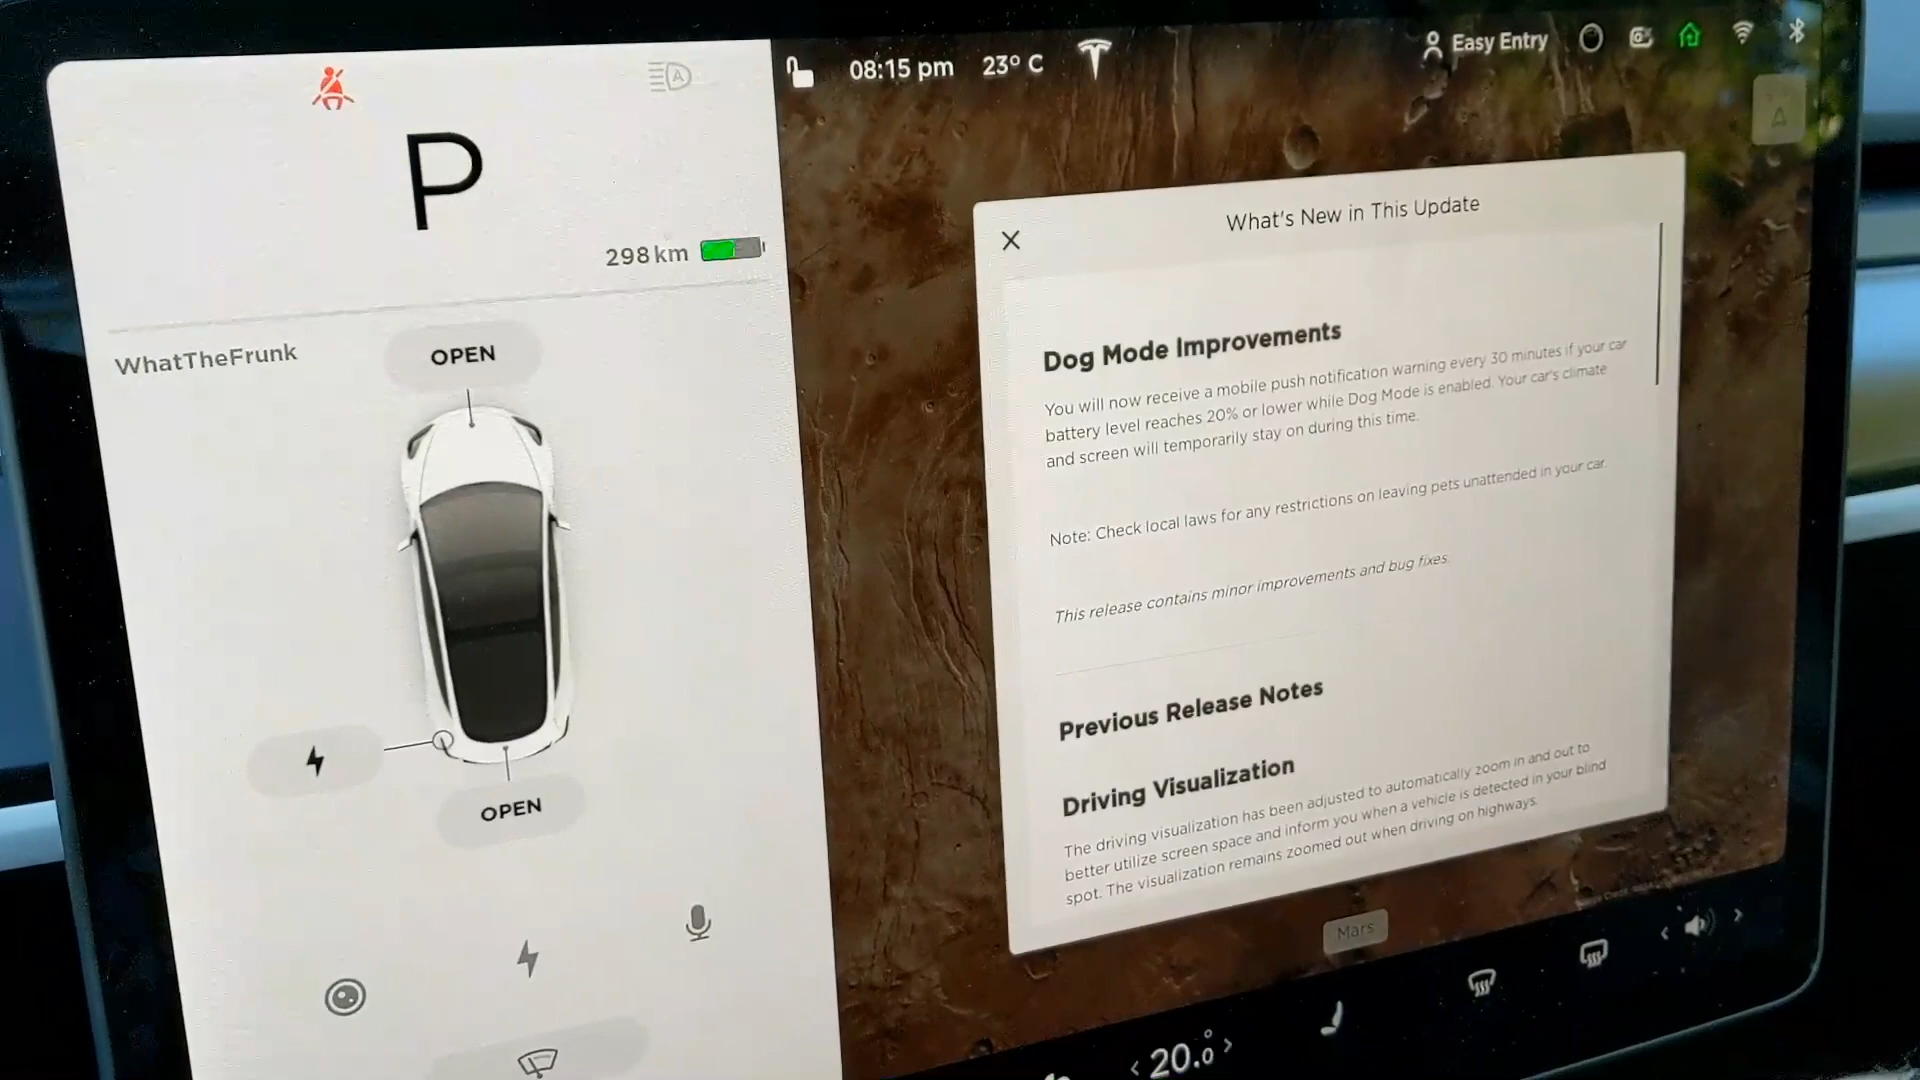 08:15 pm 23° C Easy Entry
P
298 km
WhatTheFrunk
OPEN
OPEN
What's New in This Update
Dog Mode Improvements
You will now receive a mobile push notification warning every 30 minutes if your car
battery level reaches 20% or lower while Dog Mode is enabled. Your car's climate
and screen will temporarily stay on during this time.
Note: Check local laws for any restrictions on leaving pets unattended in your car.
This release contains minor improvements and bug fixes.
Previous Release Notes
Driving Visualization
The driving visualization has been adjusted to automatically zoom in and out to
better utilize screen space and inform you when a vehicle is detected in your blind
spot. The visualization remains zoomed out when driving on highways.
Mars
< 20.0° >